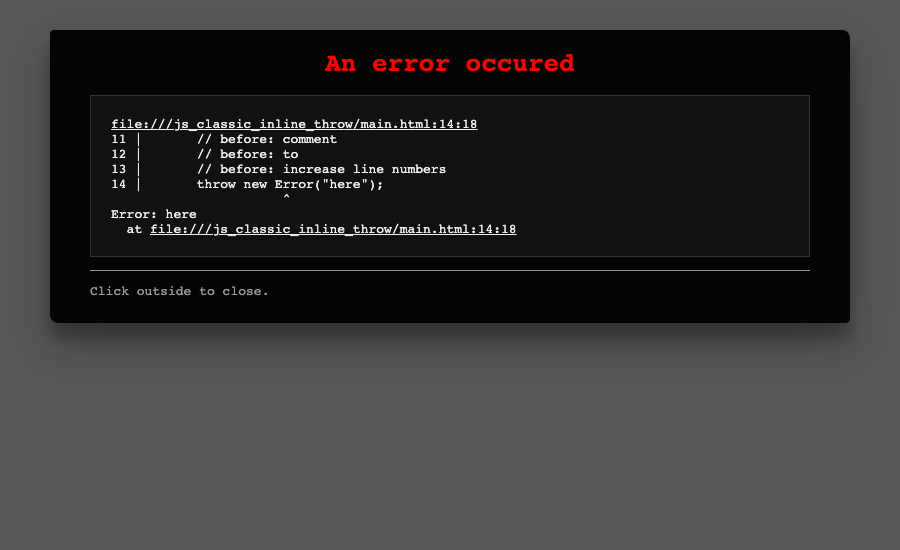 An error occured
file:///js_classic_inline_throw/main.html:14:18
11 |       // before: comment
12 |       // before: to
13 |       // before: increase line numbers
14 |       throw new Error("here");
                      ^
Error: here
  at file:///js_classic_inline_throw/main.html:14:18
Click outside to close.